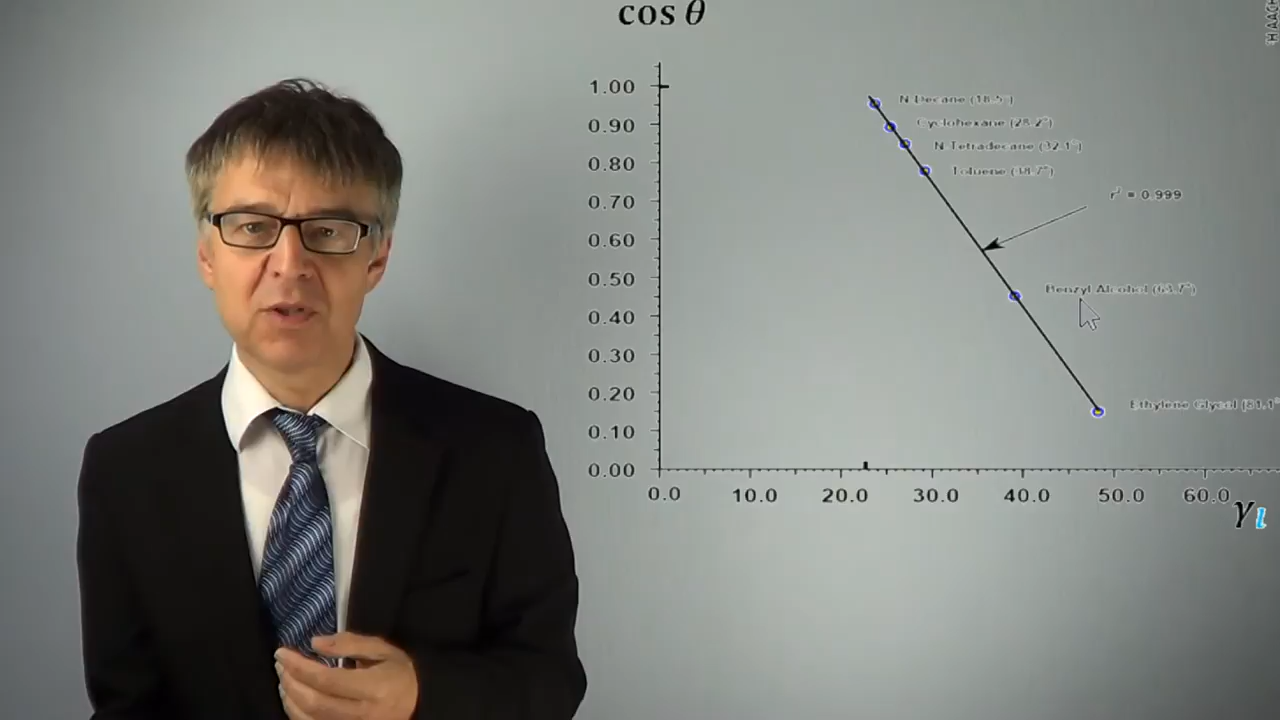 cos θ
1.00
0.90
0.80
0.70
0.60
0.50
0.40
0.30
0.20
0.10
0.00
N-Decane (18.5°)
Cyclohexane (28.2°)
N-Tetradecane (32.1°)
Toluene (38.7°)
r² = 0.999
Benzyl Alcohol
Ethylene Glycol (81.1°
0.0 10.0 20.0 30.0 40.0 50.0 60.0
γl